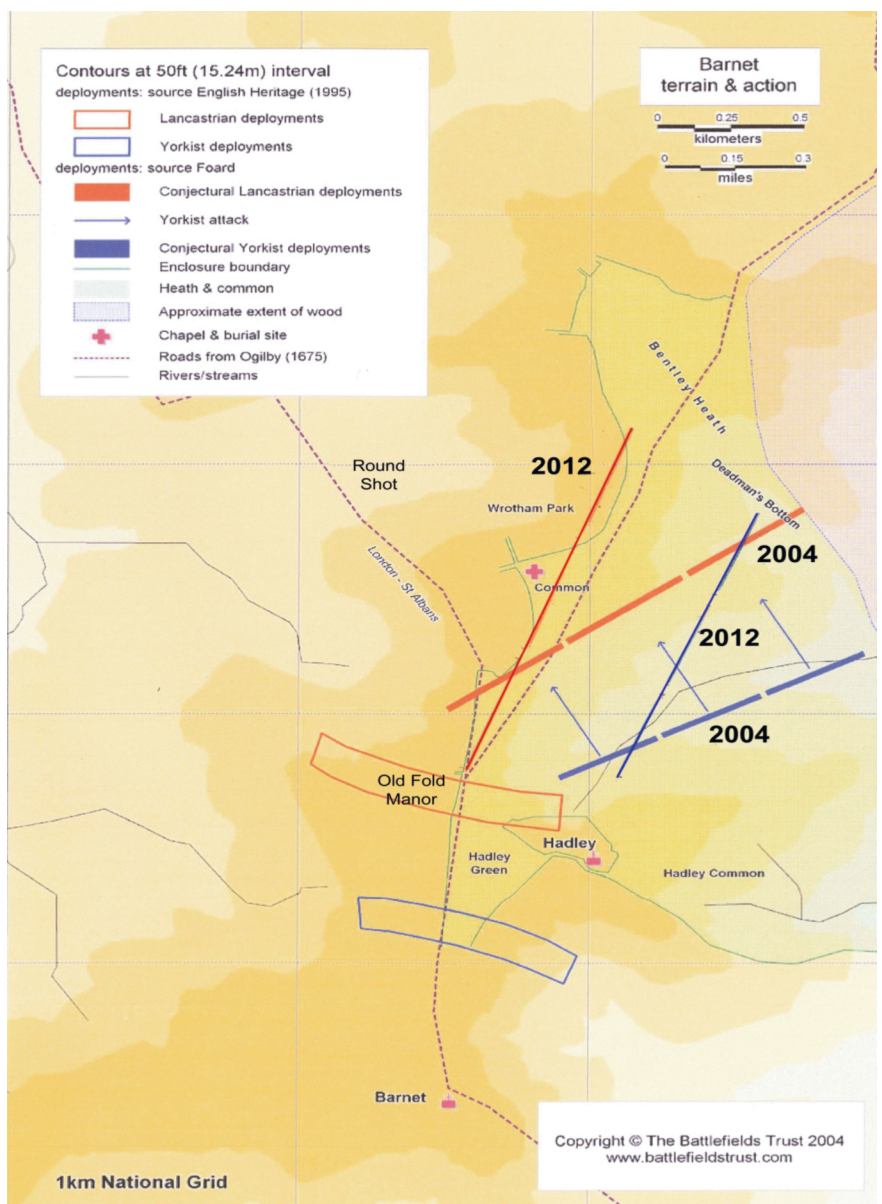 Contours at 50ft (15.24m) interval
deployments: source English Heritage (1995)
Lancastrian deployments
Yorkist deployments
deployments: source Foard
Conjectural Lancastrian deployments
Yorkist attack
Conjectural Yorkist deployments
Enclosure boundary
Heath & common
Approximate extent of wood
Chapel & burial site
Roads from Ogilby (1675)
Rivers/streams
Barnet
terrain & action
0 0.25 0.5
kilometers
0 0.15 0.3
miles
Bentley Heath
2012
Round
Shot
Deadman's Bottom
Wrotham Park
2004
London - St Albans
Common
2012
2004
Old Fold
Manor
Hadley
Hadley
Green
Hadley Common
Barnet
Copyright © The Battlefields Trust 2004
www.battlefieldstrust.com
1km National Grid